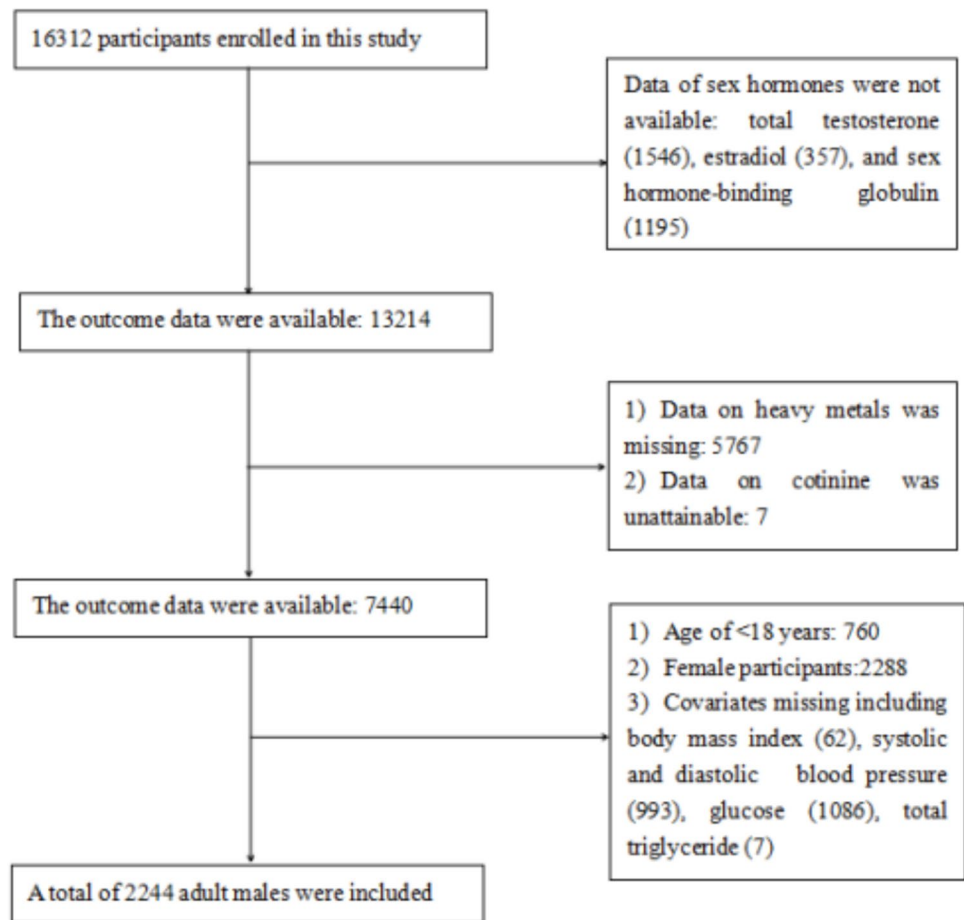 16312 participants enrolled in this study
Data of sex hormones were not
available: total testosterone
(1546), estradiol (357), and sex
hormone-binding globulin
(1195)
The outcome data were available: 13214
1) Data on heavy metals was
missing: 5767
2) Data on cotinine was
unattainable: 7
The outcome data were available: 7440
1) Age of <18 years: 760
2) Female participants:2288
3) Covariates missing including
body mass index (62), systolic
and diastolic blood pressure
(993), glucose (1086), total
triglyceride (7)
A total of 2244 adult males were included